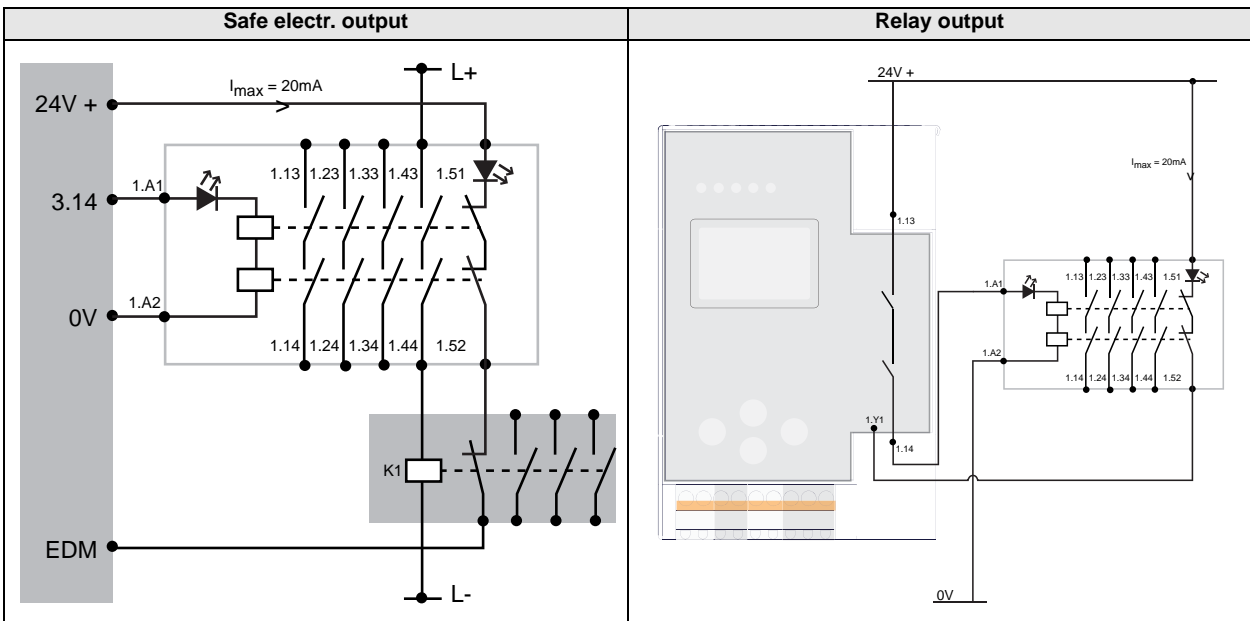 Safe electr. output
24V +
Imax = 20mA
L+
1.13 1.23 1.33 1.43 1.51
1.A1
3.14
1.A2
0V
1.14 1.24 1.34 1.44 1.52
K1
EDM
L-
Relay output
24V +
Imax = 20mA
1.13
1.13 1.23 1.33 1.43 1.51
1.A1
1.A2
1.14 1.24 1.34 1.44 1.52
1.Y1
1.14
0V